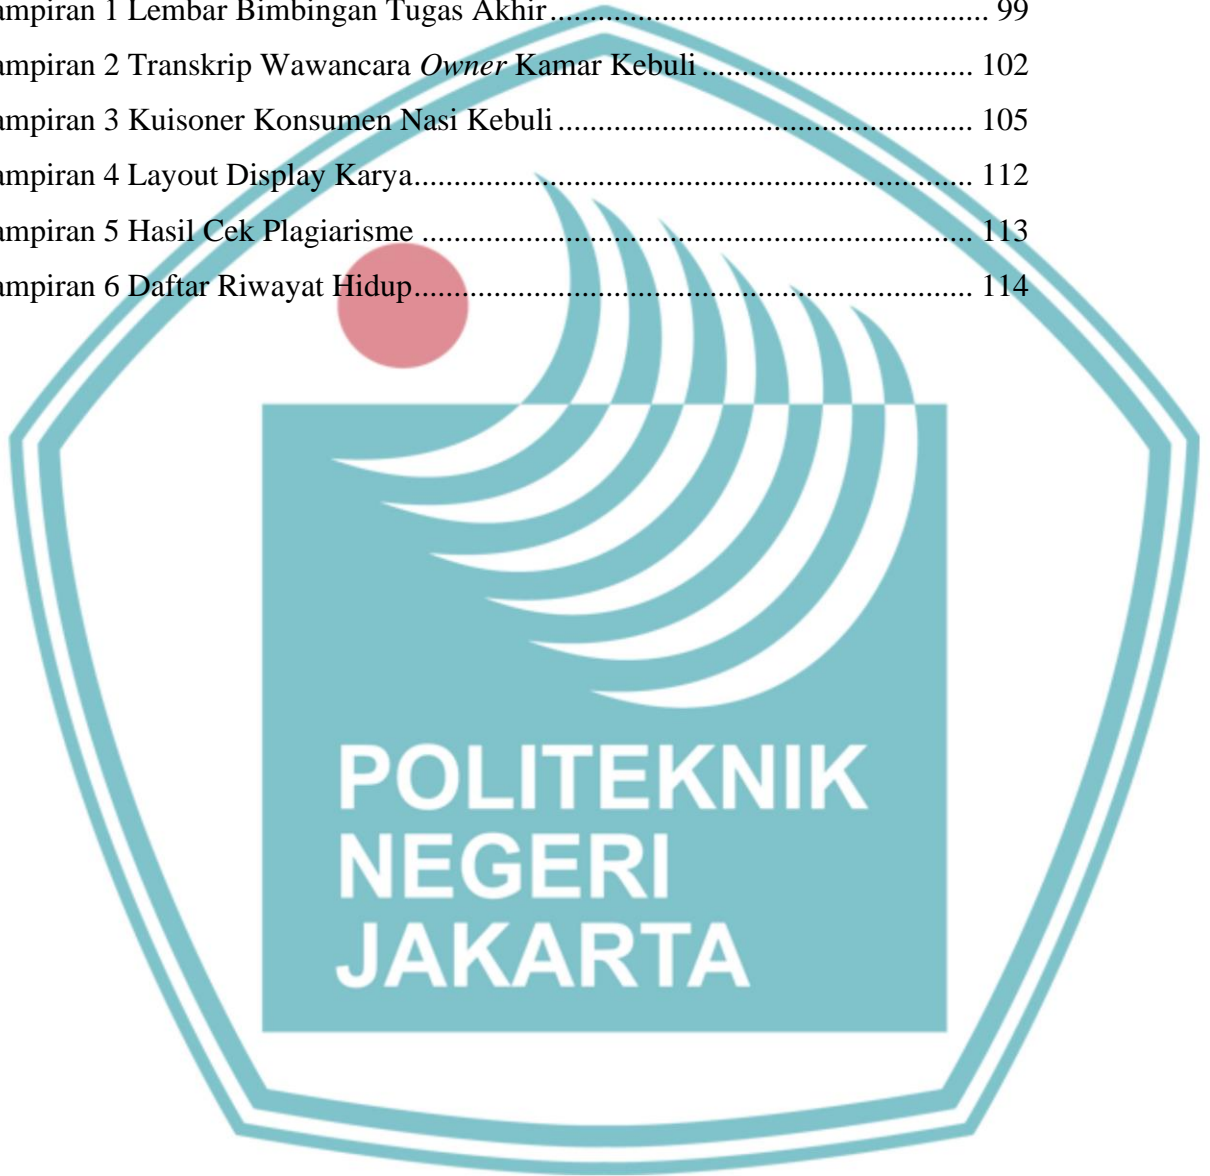 ampiran 1 Lembar Bimbingan Tugas Akhir....................................................... 99
ampiran 2 Transkrip Wawancara Owner Kamar Kebuli.................................. 102
ampiran 3 Kuisoner Konsumen Nasi Kebuli.................................................... 105
ampiran 4 Layout Display Karya...................................................................... 112
ampiran 5 Hasil Cek Plagiarisme ..................................................................... 113
ampiran 6 Daftar Riwayat Hidup...................................................................... 114
POLITEKNIK
NEGERI
JAKARTA